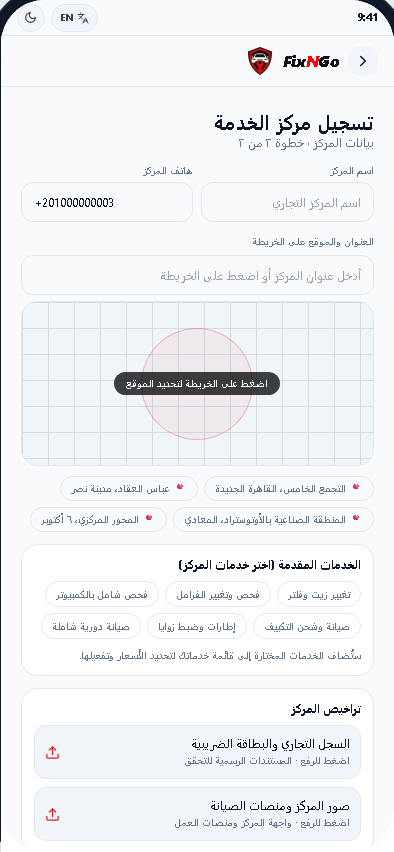 9:41
EN
FixNGo
تسجيل مركز الخدمة
بيانات المركز · خطوة ٢ من ٢
اسم المركز
هاتف المركز
اسم المركز التجاري
+201000000003
العنوان والموقع على الخريطة
أدخل عنوان المركز أو اضغط على الخريطة
اضغط على الخريطة لتحديد الموقع
التجمع الخامس، القاهرة الجديدة
عباس العقاد، مدينة نصر
المنطقة الصناعية بالأوتوستراد، المعادي
المحور المركزي، ٦ أكتوبر
الخدمات المقدمة (اختر خدمات المركز)
تغيير زيت وفلتر
فحص وتغيير الفرامل
فحص شامل بالكمبيوتر
صيانة وشحن التكييف
إطارات وضبط زوايا
صيانة دورية شاملة
ستُضاف الخدمات المختارة إلى قائمة خدماتك لتحديد الأسعار وتفعيلها.
تراخيص المركز
السجل التجاري والبطاقة الضريبية
اضغط للرفع · المستندات الرسمية للتحقق
صور المركز ومنصات الصيانة
اضغط للرفع · واجهة المركز ومنصات العمل